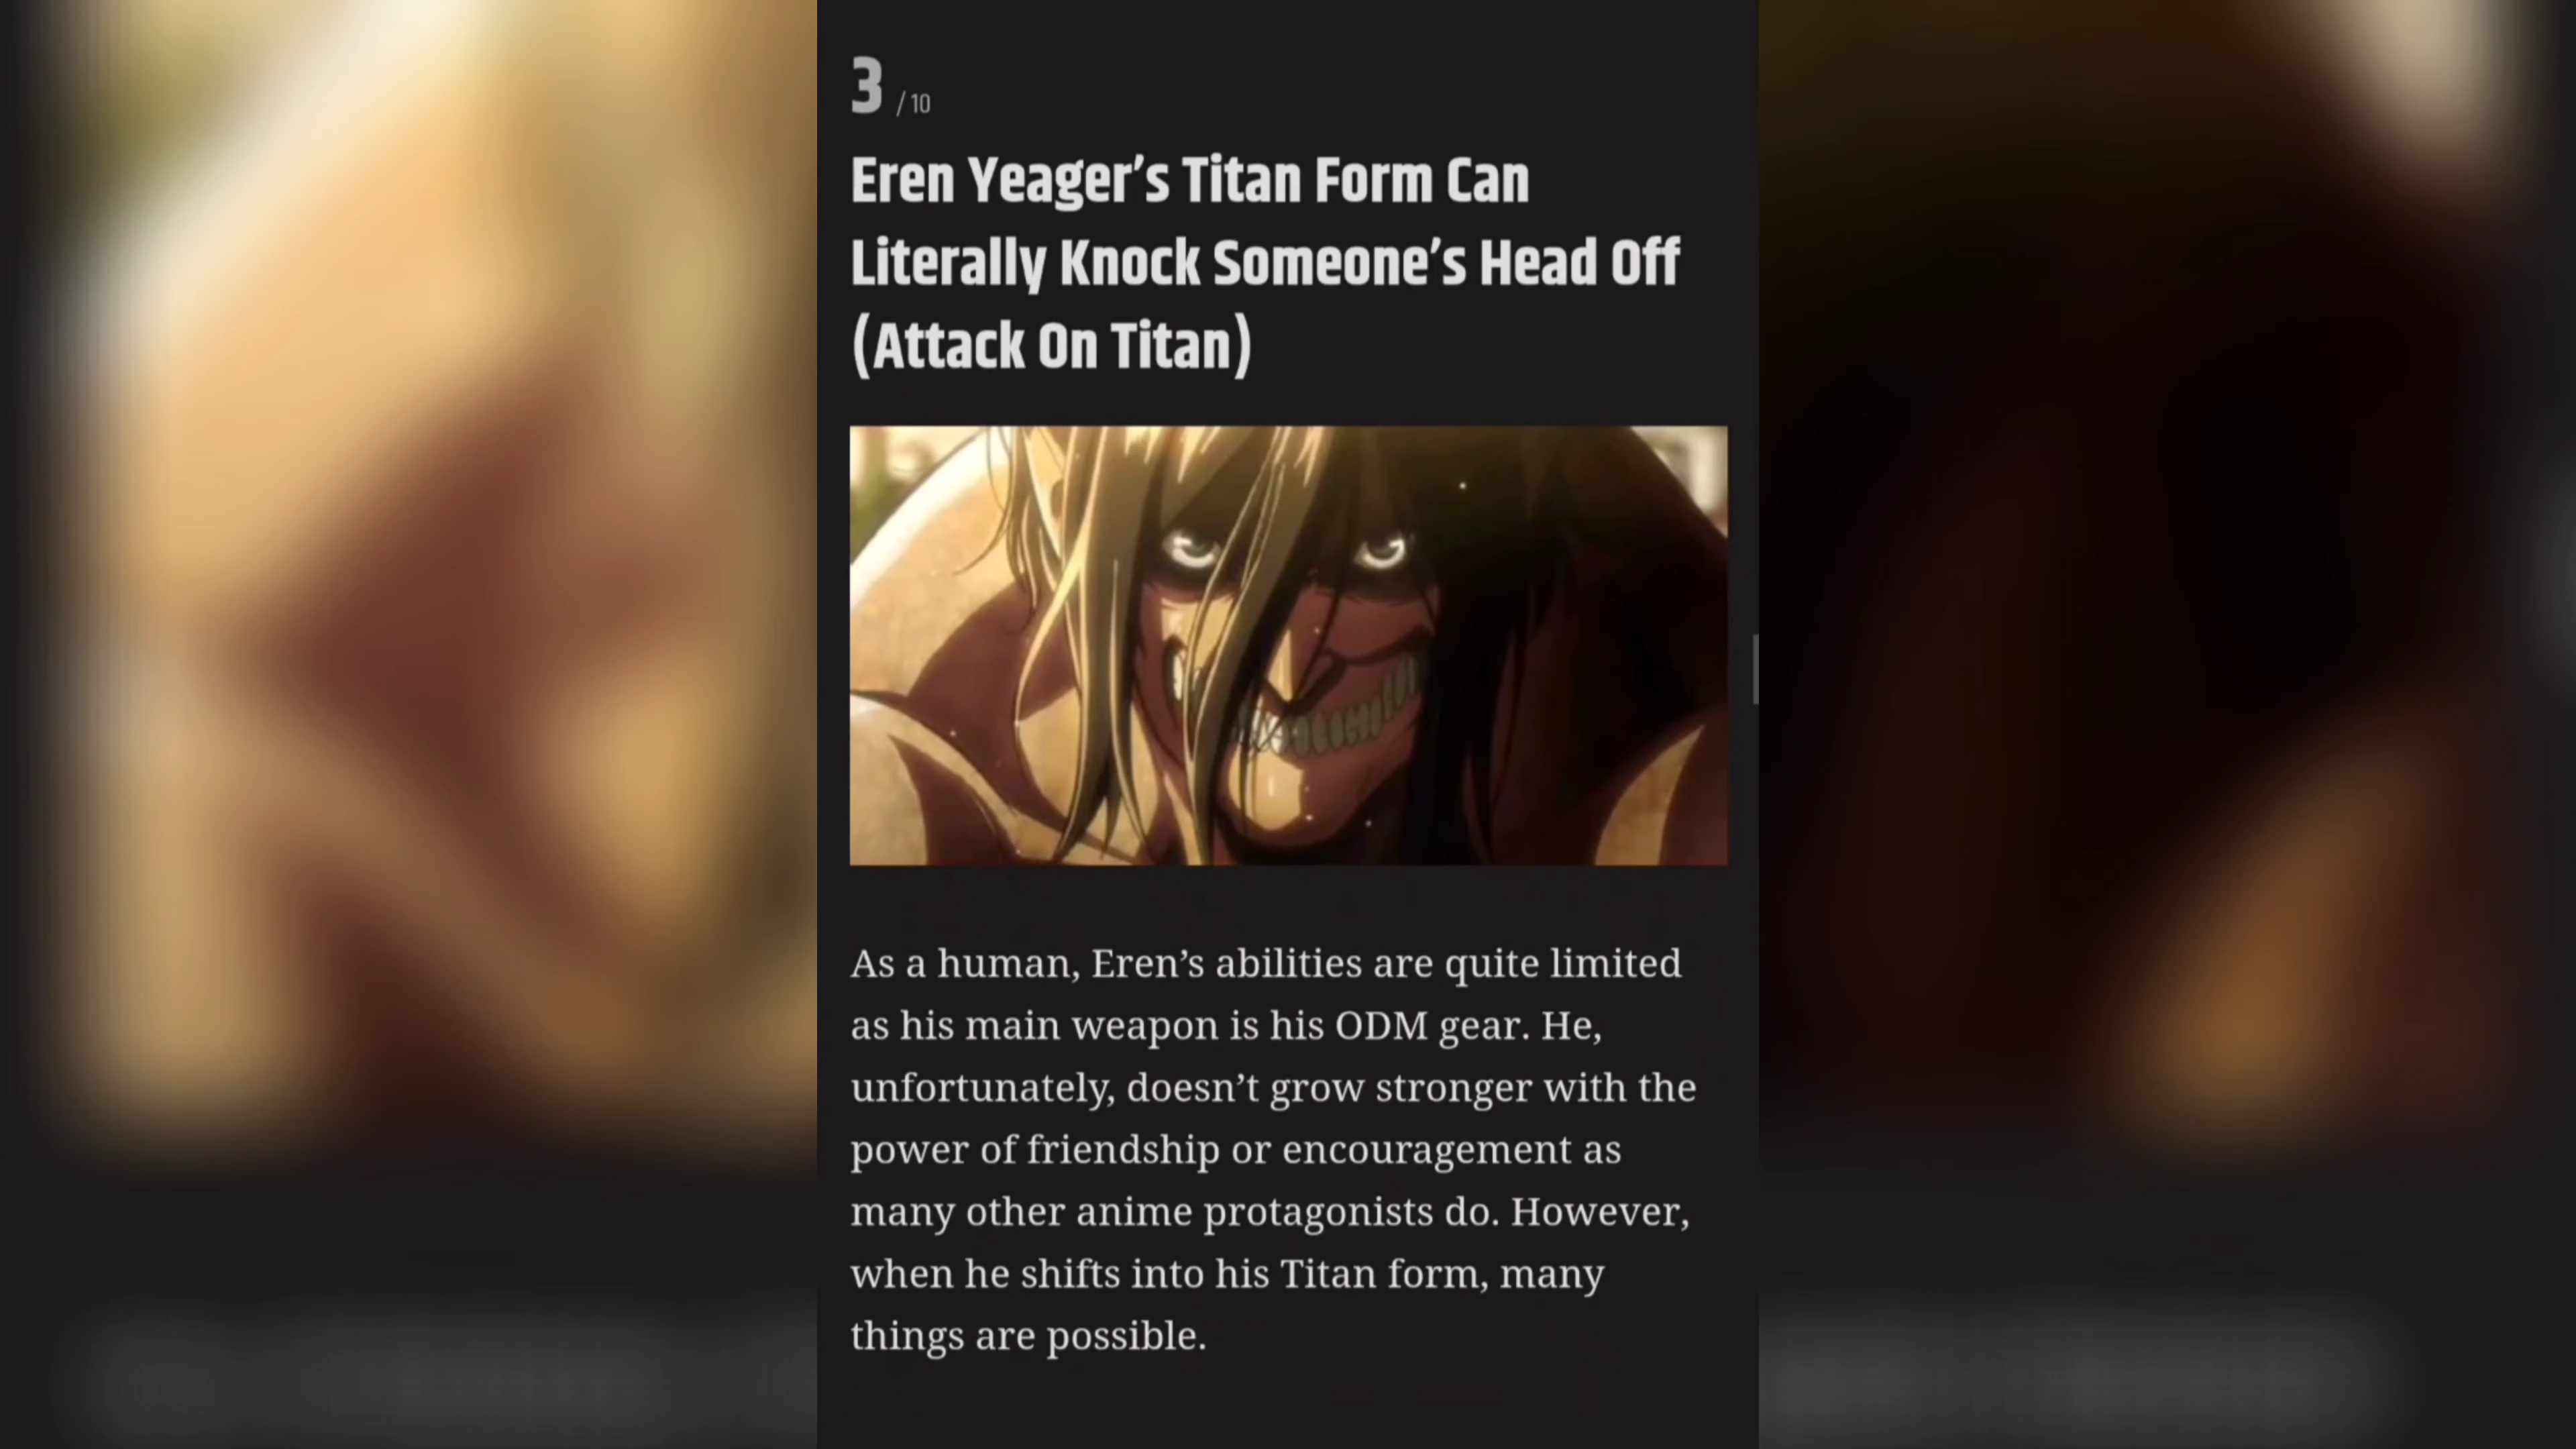 3 / 10
Eren Yeager’s Titan Form Can
Literally Knock Someone’s Head Off
(Attack On Titan)
As a human, Eren’s abilities are quite limited
as his main weapon is his ODM gear. He,
unfortunately, doesn’t grow stronger with the
power of friendship or encouragement as
many other anime protagonists do. However,
when he shifts into his Titan form, many
things are possible.